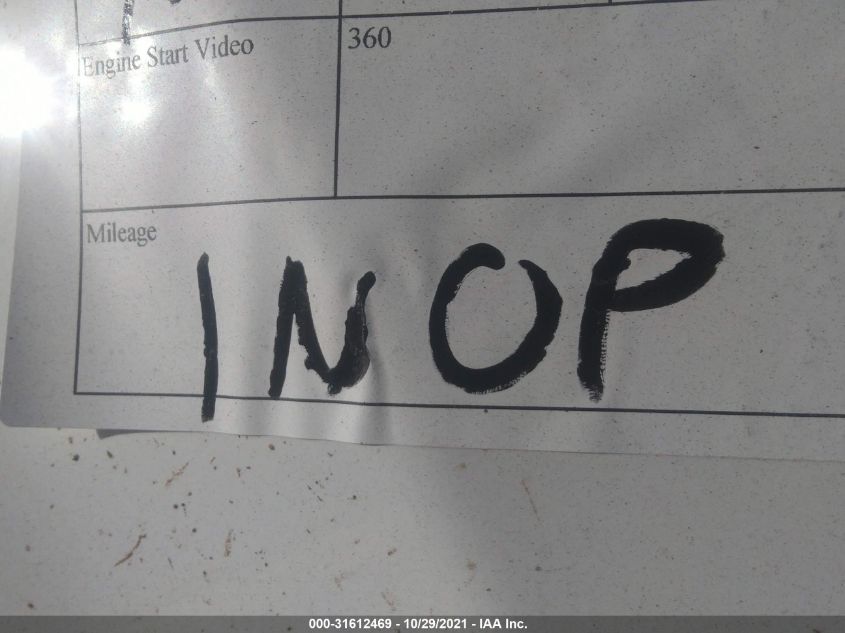 Engine Start Video
360
Mileage
INOP
000-31612469 - 10/29/2021 - IAA Inc.